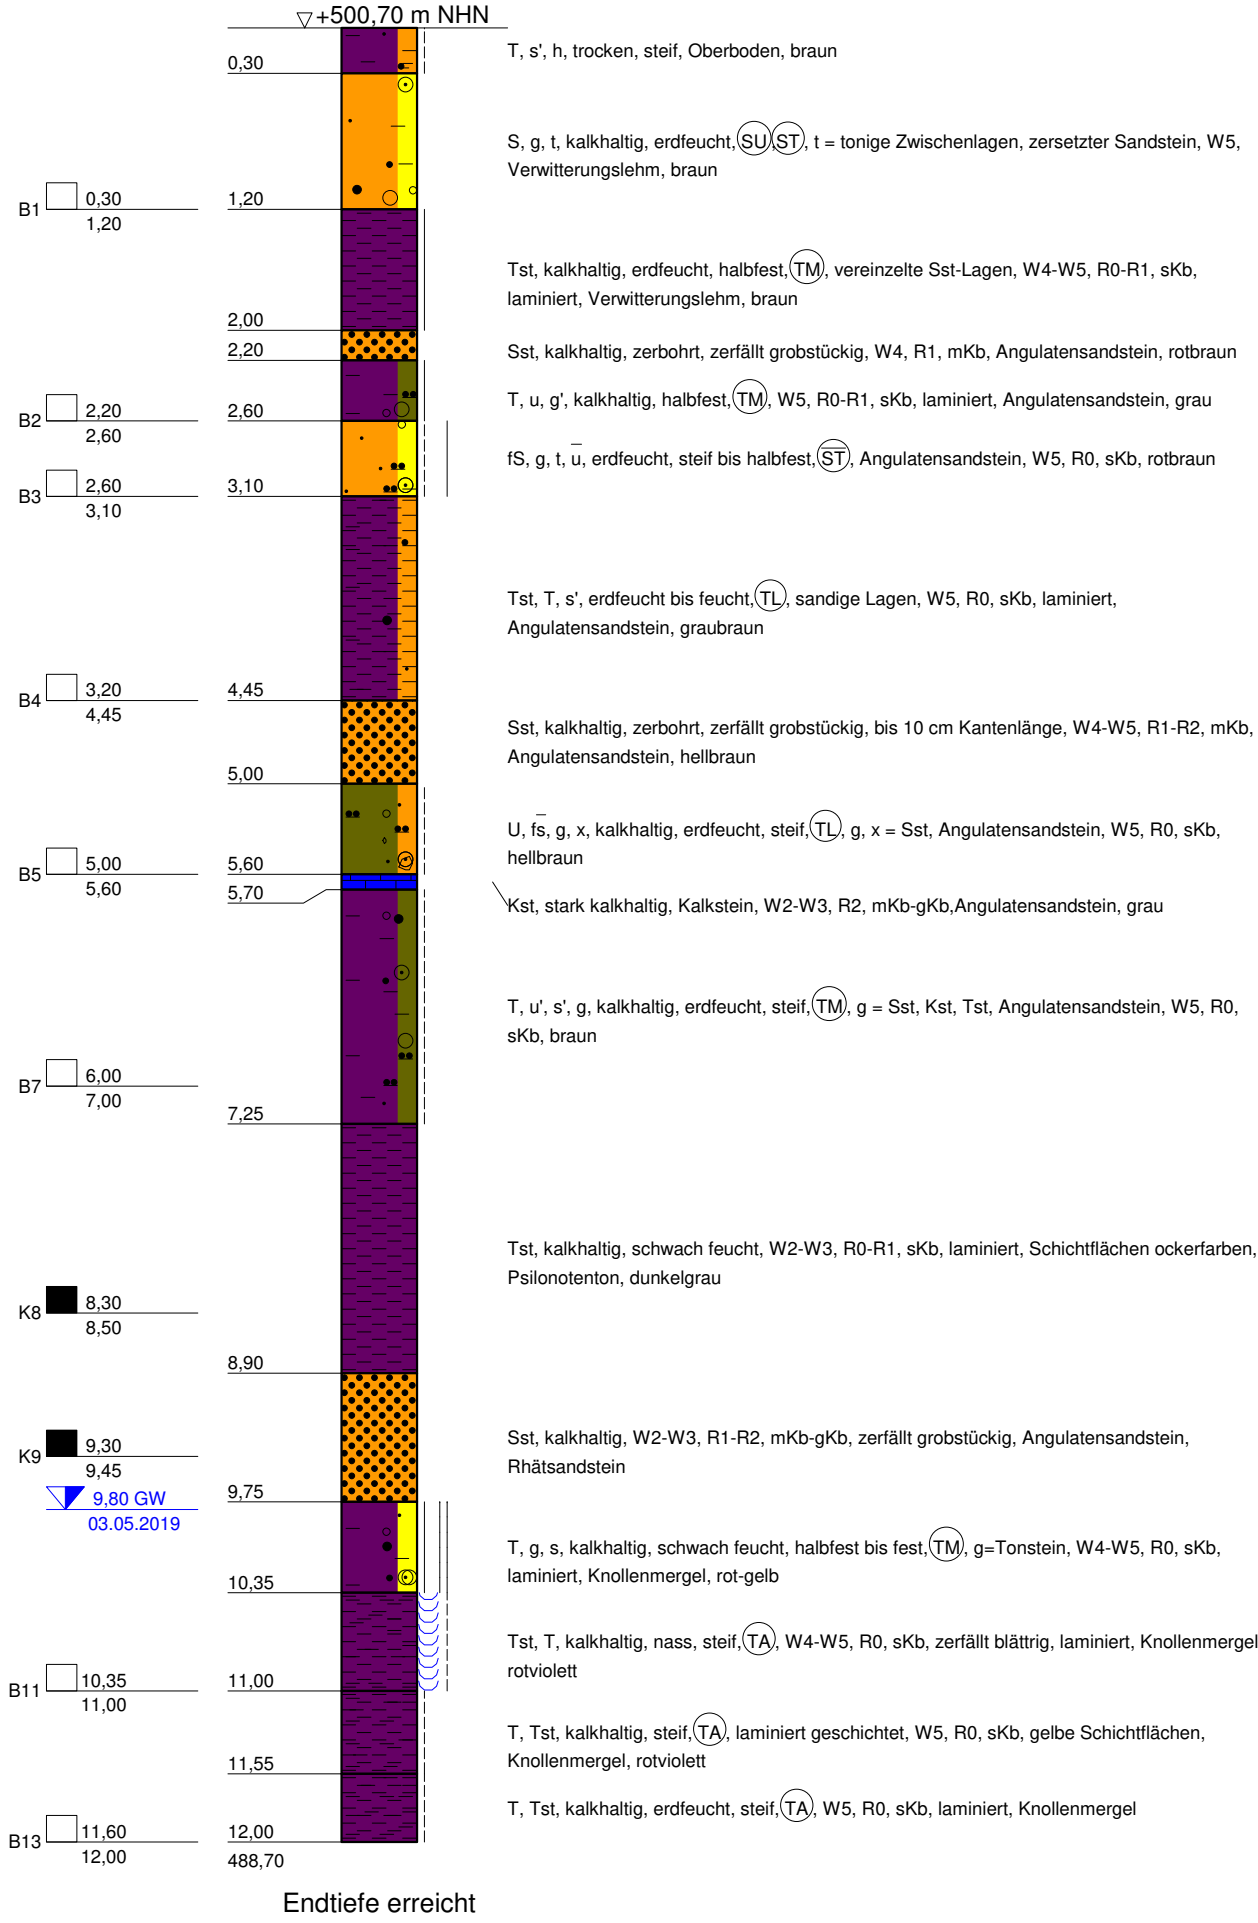 +500,70 m NHN
T, s', h, trocken, steif, Oberboden, braun
0,30
S, g, t, kalkhaltig, erdfeucht, SU, ST, t = tonige Zwischenlagen, zersetzter Sandstein, W5,
Verwitterungslehm, braun
B1 0,30
1,20
1,20
Tst, kalkhaltig, erdfeucht, halbfest, TM, vereinzelte Sst-Lagen, W4-W5, R0-R1, sKb,
laminiert, Verwitterungslehm, braun
2,00
2,20
Sst, kalkhaltig, zerbohrt, zerfällt grobstückig, W4, R1, mKb, Angulatensandstein, rotbraun
T, u, g', kalkhaltig, halbfest, TM, W5, R0-R1, sKb, laminiert, Angulatensandstein, grau
B2 2,20
2,60
2,60
fS, g, t, u̅, erdfeucht, steif bis halbfest, S̅T̅, Angulatensandstein, W5, R0, sKb, rotbraun
B3 2,60
3,10
3,10
Tst, T, s', erdfeucht bis feucht, TL, sandige Lagen, W5, R0, sKb, laminiert,
Angulatensandstein, graubraun
B4 3,20
4,45
4,45
Sst, kalkhaltig, zerbohrt, zerfällt grobstückig, bis 10 cm Kantenlänge, W4-W5, R1-R2, mKb,
Angulatensandstein, hellbraun
5,00
U, fs̅, g, x, kalkhaltig, erdfeucht, steif, TL, g, x = Sst, Angulatensandstein, W5, R0, sKb,
hellbraun
B5 5,00
5,60
5,60
5,70
Kst, stark kalkhaltig, Kalkstein, W2-W3, R2, mKb-gKb,Angulatensandstein, grau
T, u', s', g, kalkhaltig, erdfeucht, steif, TM, g = Sst, Kst, Tst, Angulatensandstein, W5, R0,
sKb, braun
B7 6,00
7,00
7,25
Tst, kalkhaltig, schwach feucht, W2-W3, R0-R1, sKb, laminiert, Schichtflächen ockerfarben,
Psilonotenton, dunkelgrau
K8 8,30
8,50
8,90
Sst, kalkhaltig, W2-W3, R1-R2, mKb-gKb, zerfällt grobstückig, Angulatensandstein,
Rhätsandstein
K9 9,30
9,45
9,75
9,80 GW
03.05.2019
T, g, s, kalkhaltig, schwach feucht, halbfest bis fest, TM, g=Tonstein, W4-W5, R0, sKb,
laminiert, Knollenmergel, rot-gelb
10,35
Tst, T, kalkhaltig, nass, steif, TA, W4-W5, R0, sKb, zerfällt blättrig, laminiert, Knollenmergel
rotviolett
B11 10,35
11,00
11,00
T, Tst, kalkhaltig, steif, TA, laminiert geschichtet, W5, R0, sKb, gelbe Schichtflächen,
Knollenmergel, rotviolett
11,55
T, Tst, kalkhaltig, erdfeucht, steif, TA, W5, R0, sKb, laminiert, Knollenmergel
B13 11,60
12,00
12,00
488,70
Endtiefe erreicht